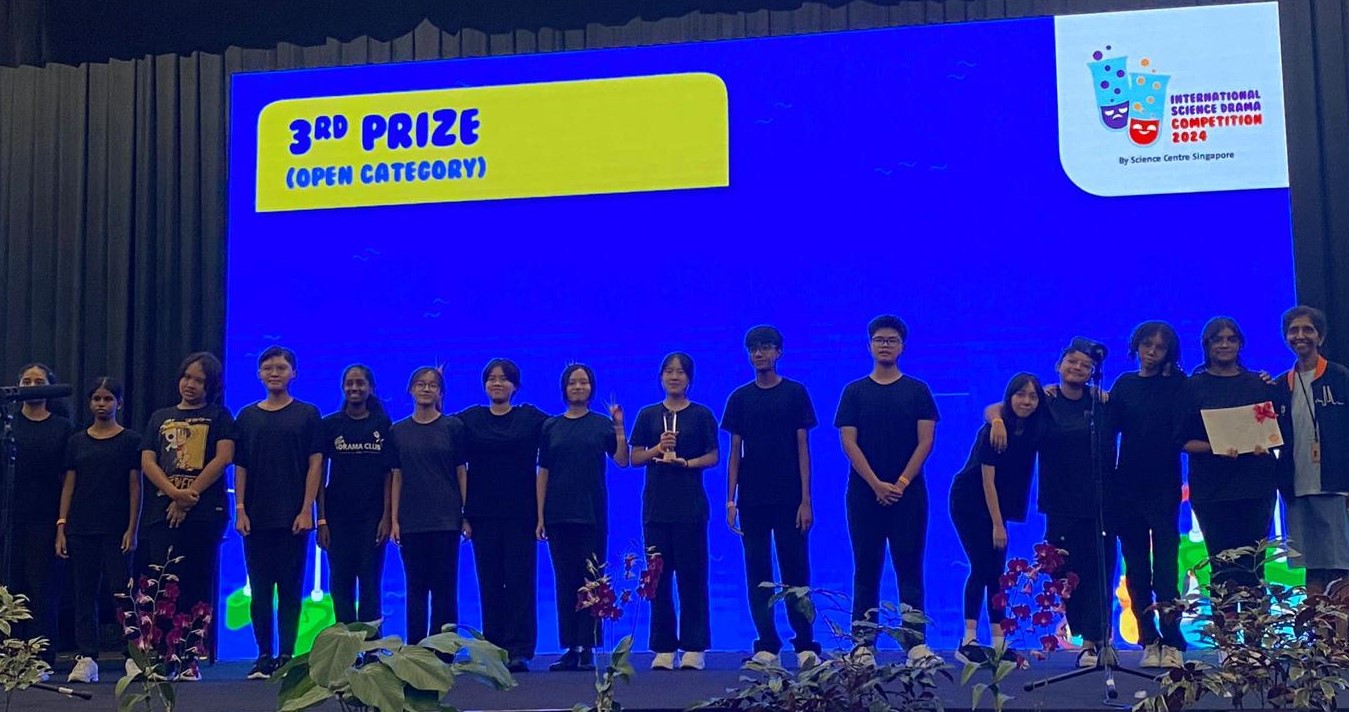 3RD PRIZE
(OPEN CATEGORY)
INTERNATIONAL
SCIENCE DRAMA
COMPETITION
2024
By Science Centre Singapore
DRAMA CLUB